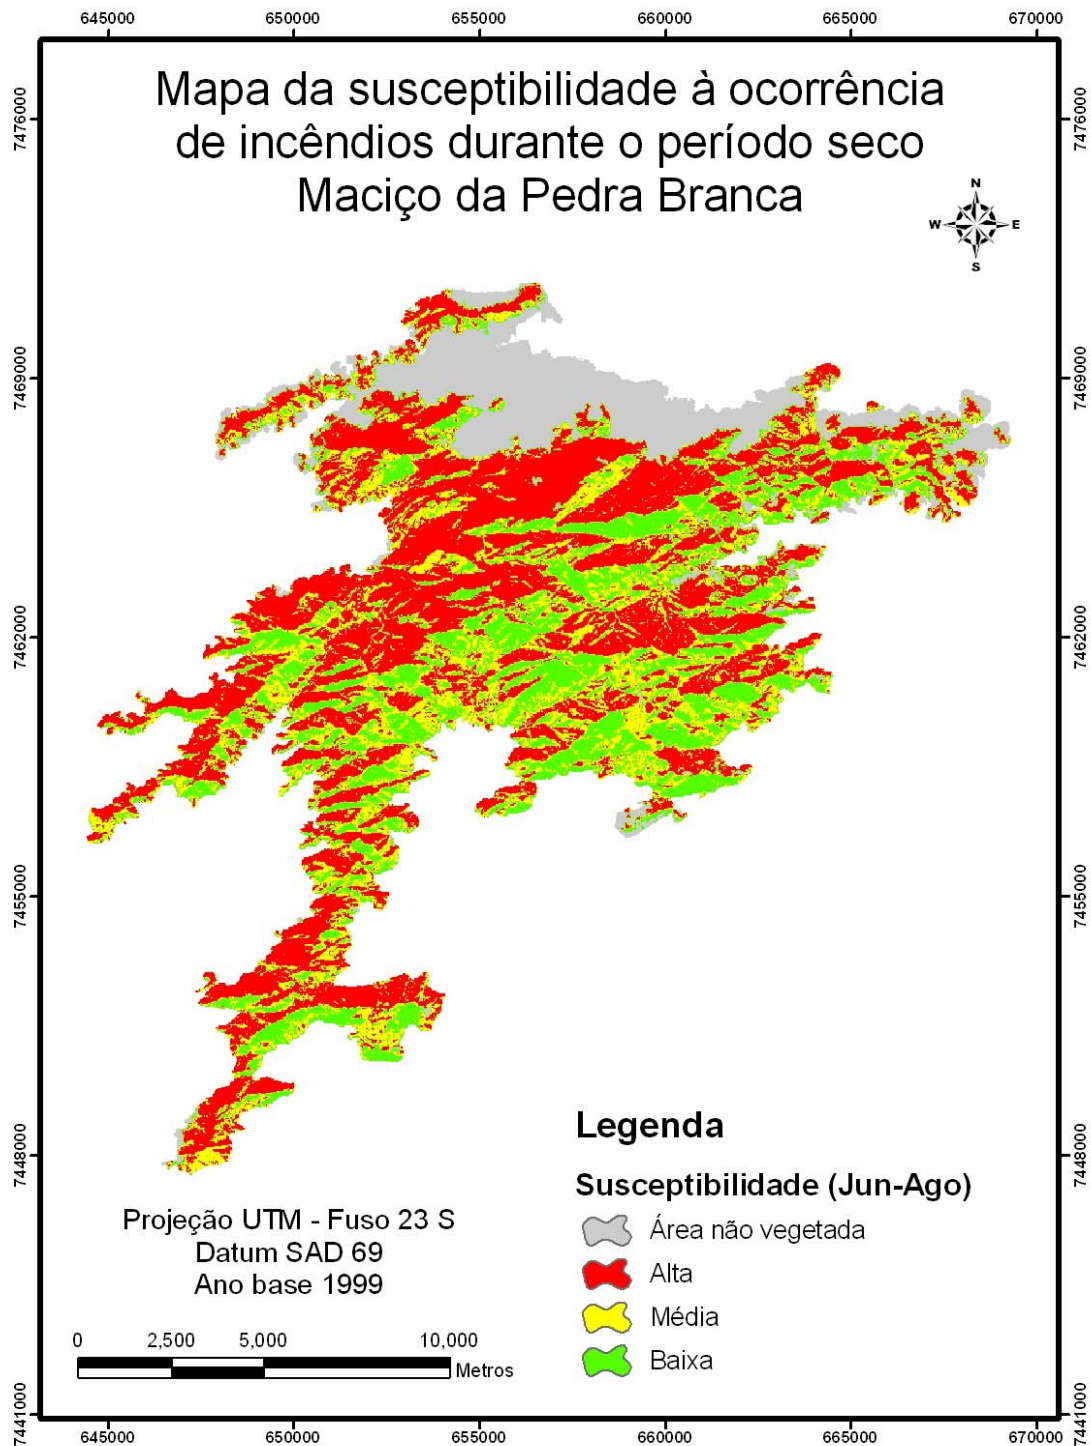 645000 650000 655000 660000 665000 670000
Mapa da susceptibilidade à ocorrência
de incêndios durante o período seco
Maciço da Pedra Branca
N
W E
S
7476000 7476000
7469000 7469000
7462000 7462000
7455000 7455000
7448000 7448000
7441000 7441000
Legenda
Susceptibilidade (Jun-Ago)
Área não vegetada
Alta
Média
Baixa
Projeção UTM - Fuso 23 S
Datum SAD 69
Ano base 1999
0 2,500 5,000 10,000
Metros
645000 650000 655000 660000 665000 670000